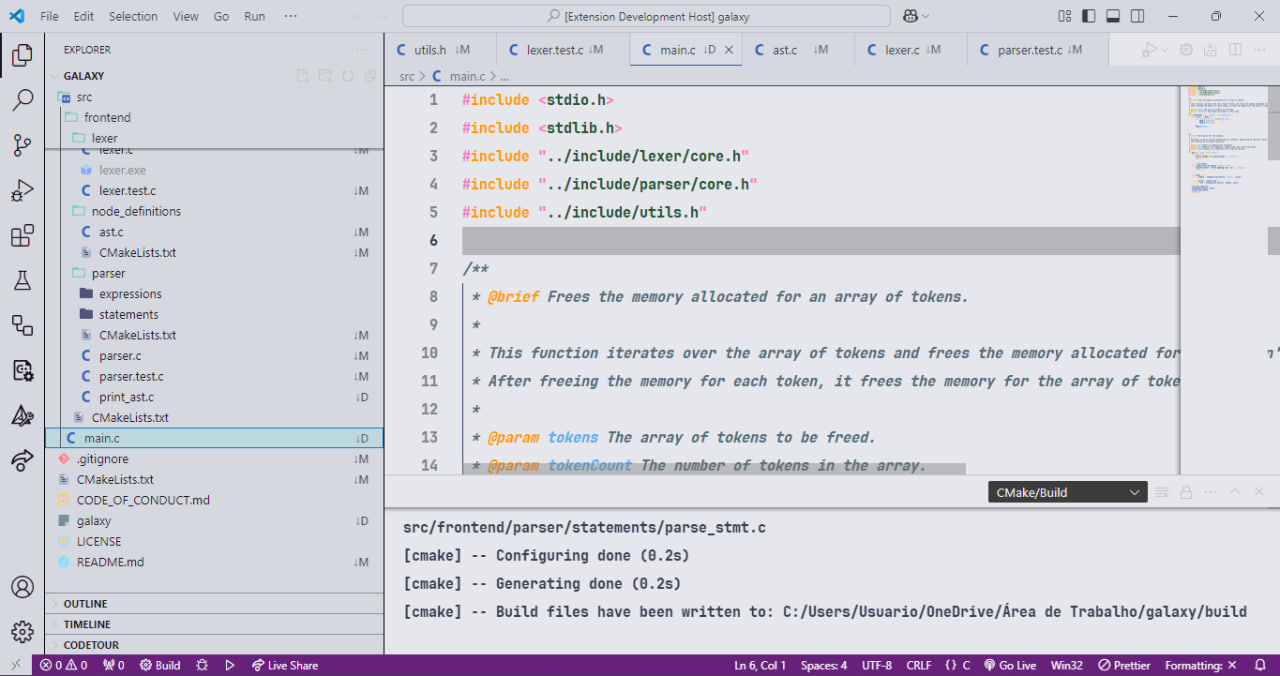 File Edit Selection View Go Run ···
[Extension Development Host] galaxy
EXPLORER
GALAXY
src
frontend
lexer
lexer.c ↓M
lexer.exe
lexer.test.c ↓M
node_definitions
ast.c ↓M
CMakeLists.txt ↓M
parser
expressions
statements
CMakeLists.txt ↓M
parser.c ↓M
parser.test.c ↓M
print_ast.c ↓D
CMakeLists.txt
main.c ↓D
.gitignore ↓M
CMakeLists.txt ↓M
CODE_OF_CONDUCT.md
galaxy ↓D
LICENSE
README.md ↓M
OUTLINE
TIMELINE
CODETOUR
utils.h ↓M lexer.test.c ↓M main.c ↓D ast.c ↓M lexer.c ↓M parser.test.c ↓M
src > C main.c > ...
1 #include <stdio.h>
2 #include <stdlib.h>
3 #include "../include/lexer/core.h"
4 #include "../include/parser/core.h"
5 #include "../include/utils.h"
6
7 /**
8 * @brief Frees the memory allocated for an array of tokens.
9 *
10 * This function iterates over the array of tokens and frees the memory allocated for
11 * After freeing the memory for each token, it frees the memory for the array of toke
12 *
13 * @param tokens The array of tokens to be freed.
14 * @param tokenCount The number of tokens in the array.
CMake/Build
src/frontend/parser/statements/parse_stmt.c
[cmake] -- Configuring done (0.2s)
[cmake] -- Generating done (0.2s)
[cmake] -- Build files have been written to: C:/Users/Usuario/OneDrive/Área de Trabalho/galaxy/build
0 0 0 Build Live Share Ln 6, Col 1 Spaces: 4 UTF-8 CRLF {} C Go Live Win32 Prettier Formatting: ✕